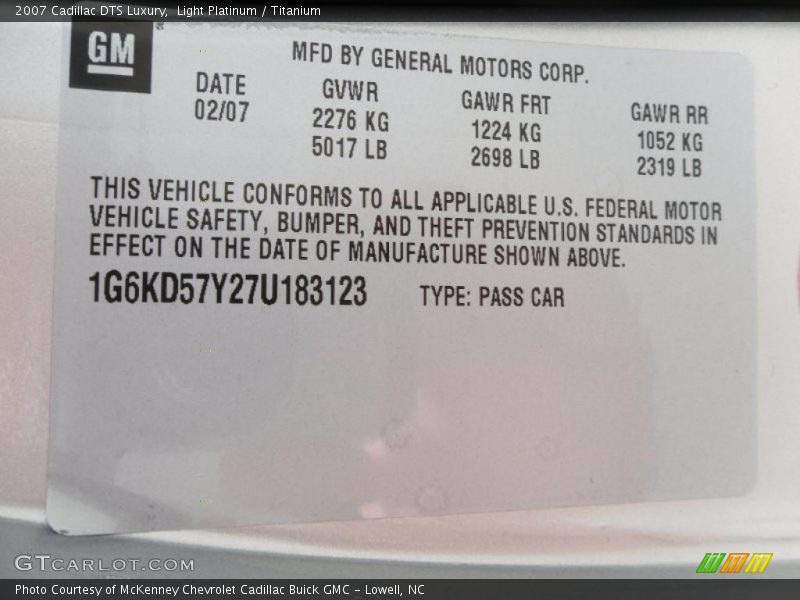 2007 Cadillac DTS Luxury,  Light Platinum / Titanium
GM
MFD BY GENERAL MOTORS CORP.
DATE GVWR GAWR FRT GAWR RR
02/07 2276 KG 1224 KG 1052 KG
5017 LB 2698 LB 2319 LB
THIS VEHICLE CONFORMS TO ALL APPLICABLE U.S. FEDERAL MOTOR
VEHICLE SAFETY, BUMPER, AND THEFT PREVENTION STANDARDS IN
EFFECT ON THE DATE OF MANUFACTURE SHOWN ABOVE.
1G6KD57Y27U183123 TYPE: PASS CAR
GTCARLOT.COM
Photo Courtesy of McKenney Chevrolet Cadillac Buick GMC - Lowell, NC